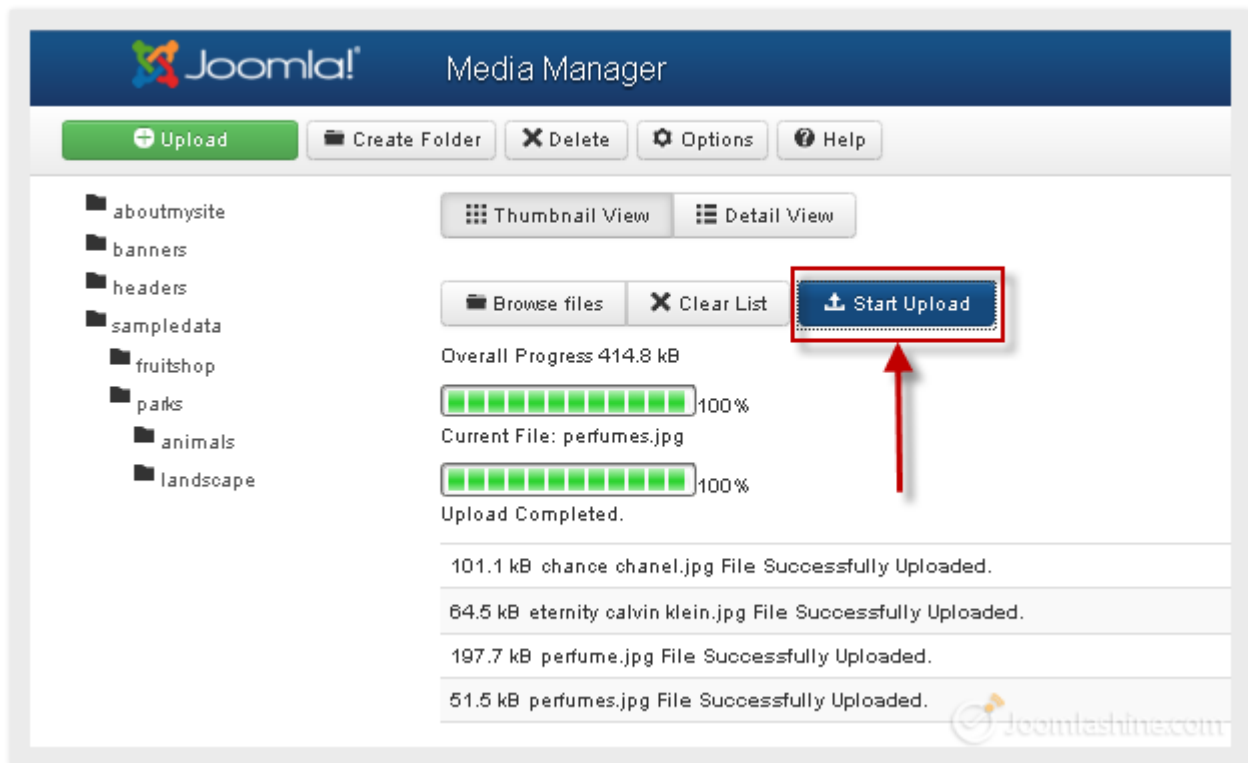 Joomla!® Media Manager
Upload Create Folder Delete Options Help
aboutmysite
banners
headers
sampledata
fruitshop
parks
animals
landscape
Thumbnail View Detail View
Browse files Clear List Start Upload
Overall Progress 414.8 kB
100%
Current File: perfumes.jpg
100%
Upload Completed.
101.1 kB chance chanel.jpg File Successfully Uploaded.
64.5 kB eternity calvin klein.jpg File Successfully Uploaded.
197.7 kB perfume.jpg File Successfully Uploaded.
51.5 kB perfumes.jpg File Successfully Uploaded.
Joomlashine.com